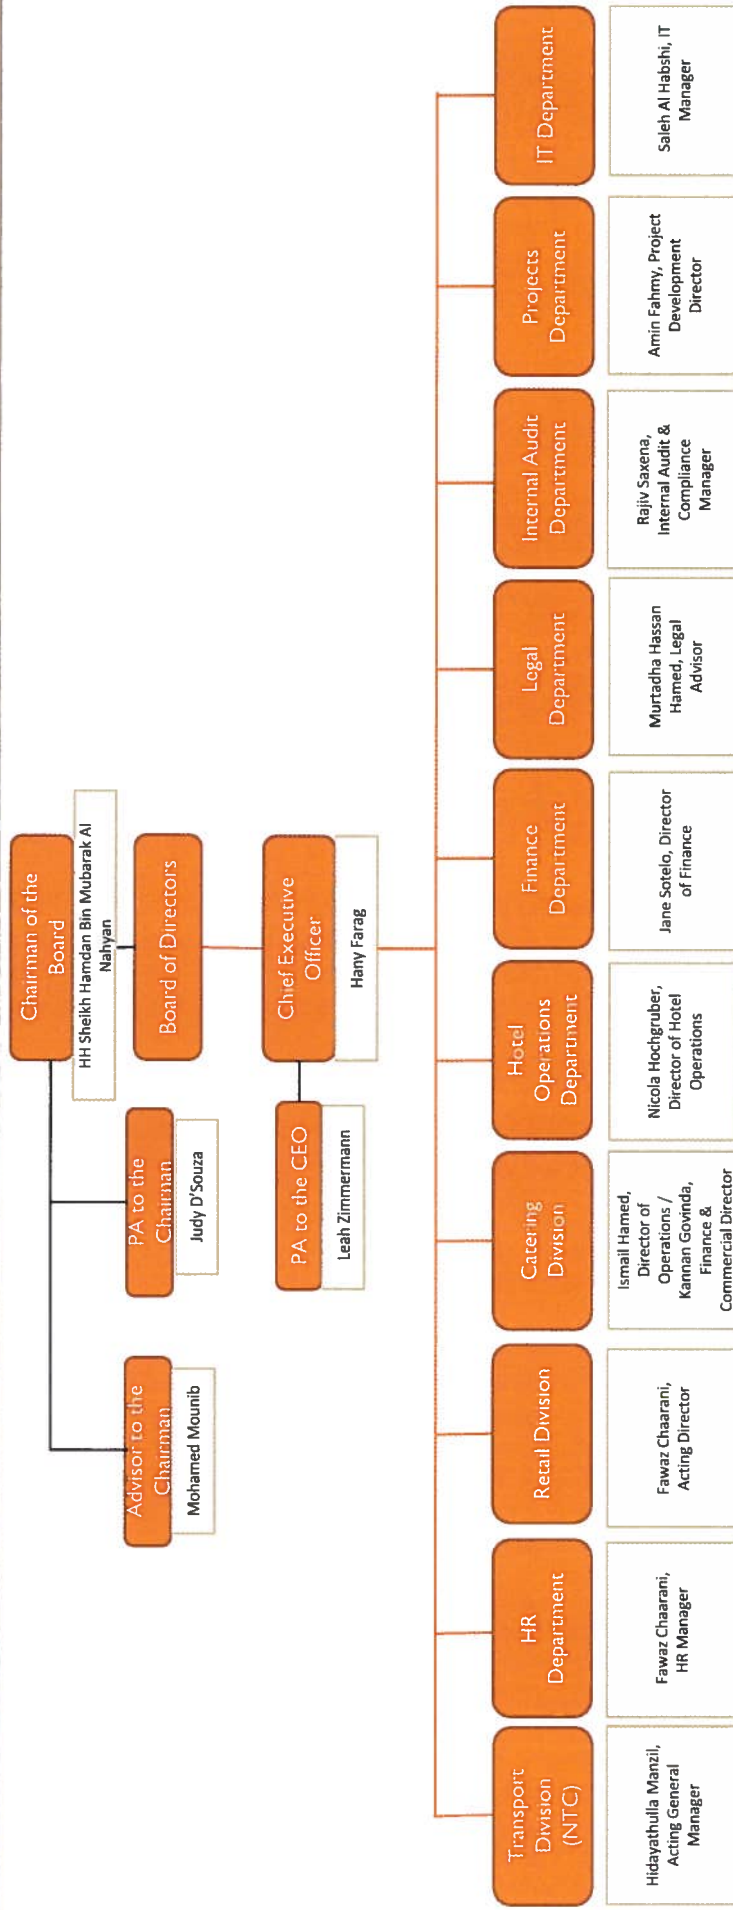 Chairman of the
Board
HH Sheikh Hamdan Bin Mubarak Al
Nahyan
Advisor to the
Chairman
Mohamed Mounib
PA to the
Chairman
Judy D'Souza
Board of Directors
PA to the CEO
Leah Zimmermann
Chief Executive
Officer
Hany Farag
Transport
Division
(NTC)
Hidayathulla Manzil,
Acting General
Manager
HR
Department
Fawaz Chaarani,
HR Manager
Retail Division
Fawaz Chaarani,
Acting Director
Catering
Division
Ismail Hamed,
Director of
Operations /
Kannan Govinda,
Finance &
Commercial Director
Hotel
Operations
Department
Nicola Hochgruber,
Director of Hotel
Operations
Finance
Department
Jane Sotelo, Director
of Finance
Legal
Department
Murtadha Hassan
Hamed, Legal
Advisor
Internal Audit
Department
Rajiv Saxena,
Internal Audit &
Compliance
Manager
Projects
Department
Amin Fahmy, Project
Development
Director
IT Department
Saleh Al Habshi, IT
Manager